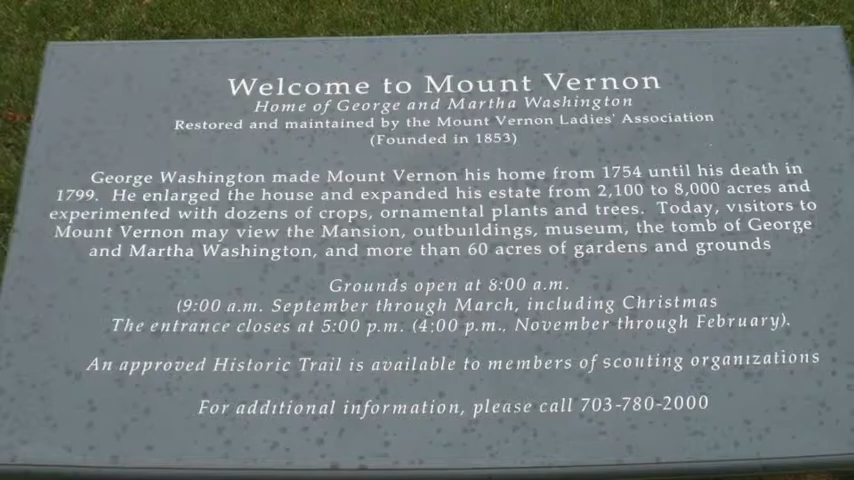 Welcome to Mount Vernon
Home of George and Martha Washington
Restored and maintained by the Mount Vernon Ladies' Association
(Founded in 1853)
George Washington made Mount Vernon his home from 1754 until his death in
1799. He enlarged the house and expanded his estate from 2,100 to 8,000 acres and
experimented with dozens of crops, ornamental plants and trees. Today, visitors to
Mount Vernon may view the Mansion, outbuildings, museum, the tomb of George
and Martha Washington, and more than 60 acres of gardens and grounds
Grounds open at 8:00 a.m.
(9:00 a.m. September through March, including Christmas
The entrance closes at 5:00 p.m. (4:00 p.m., November through February).
An approved Historic Trail is available to members of scouting organizations
For additional information, please call 703-780-2000